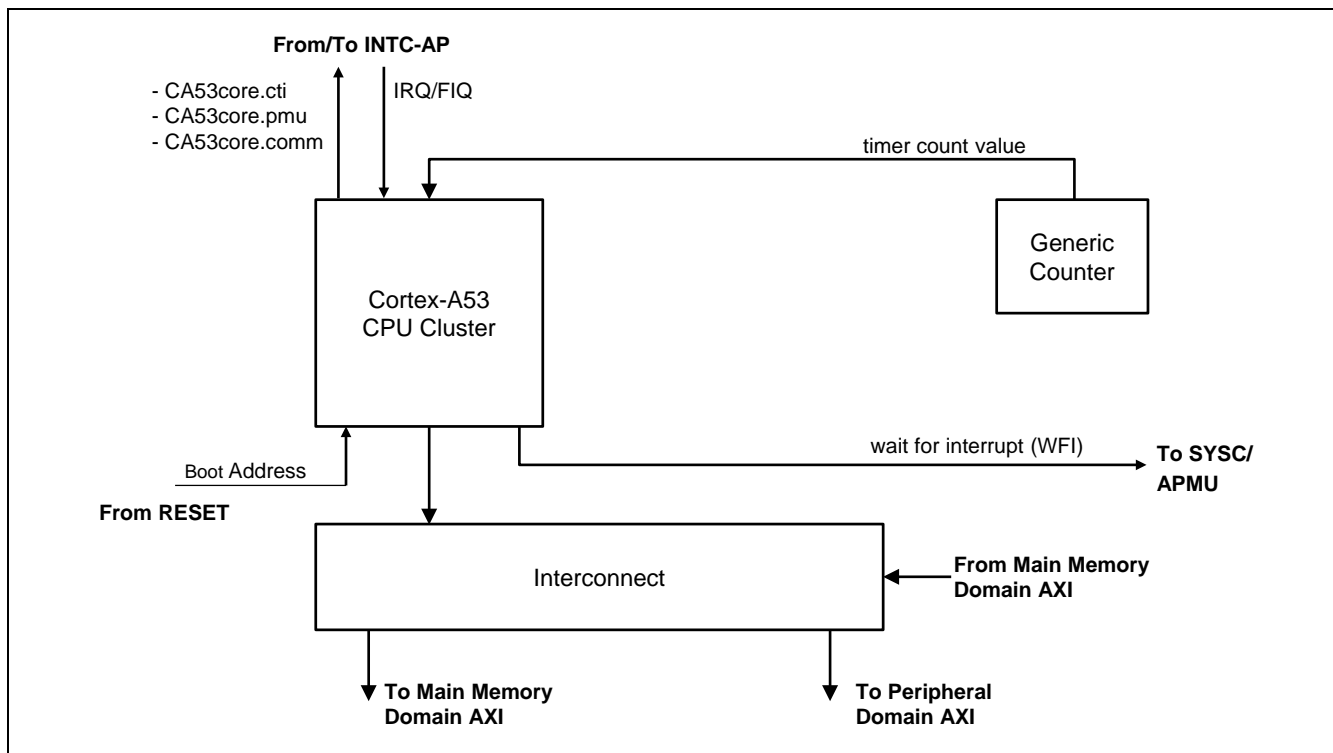 From/To INTC-AP
- CA53core.cti
- CA53core.pmu
- CA53core.comm
IRQ/FIQ
timer count value
Generic
Counter
Cortex-A53
CPU Cluster
wait for interrupt (WFI)
To SYSC/
APMU
Boot Address
From RESET
Interconnect
From Main Memory
Domain AXI
To Main Memory
Domain AXI
To Peripheral
Domain AXI